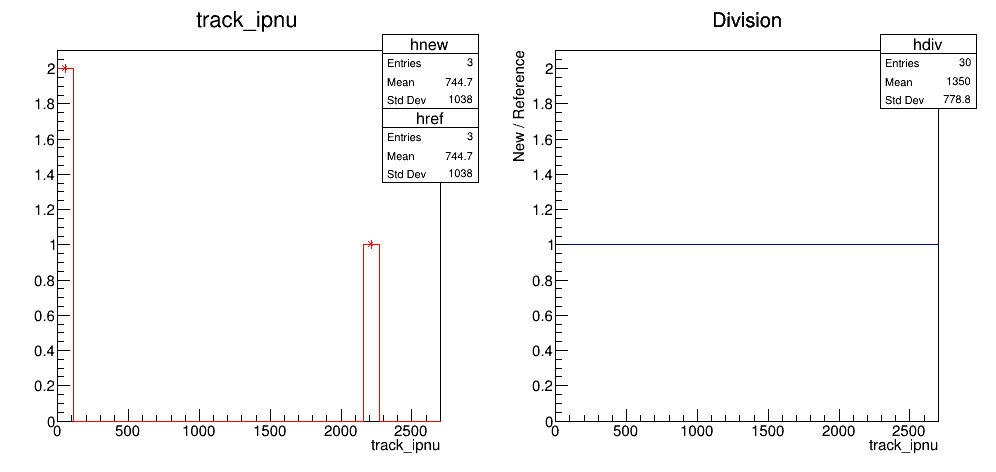 track_ipnu
hnew
Entries 3
Mean 744.7
Std Dev 1038
href
Entries 3
Mean 744.7
Std Dev 1038
2
1.8
1.6
1.4
1.2
1
0.8
0.6
0.4
0.2
0
0 500 1000 1500 2000 2500
track_ipnu
Division
hdiv
Entries 30
Mean 1350
Std Dev 778.8
New / Reference
2
1.8
1.6
1.4
1.2
1
0.8
0.6
0.4
0.2
0
0 500 1000 1500 2000 2500
track_ipnu